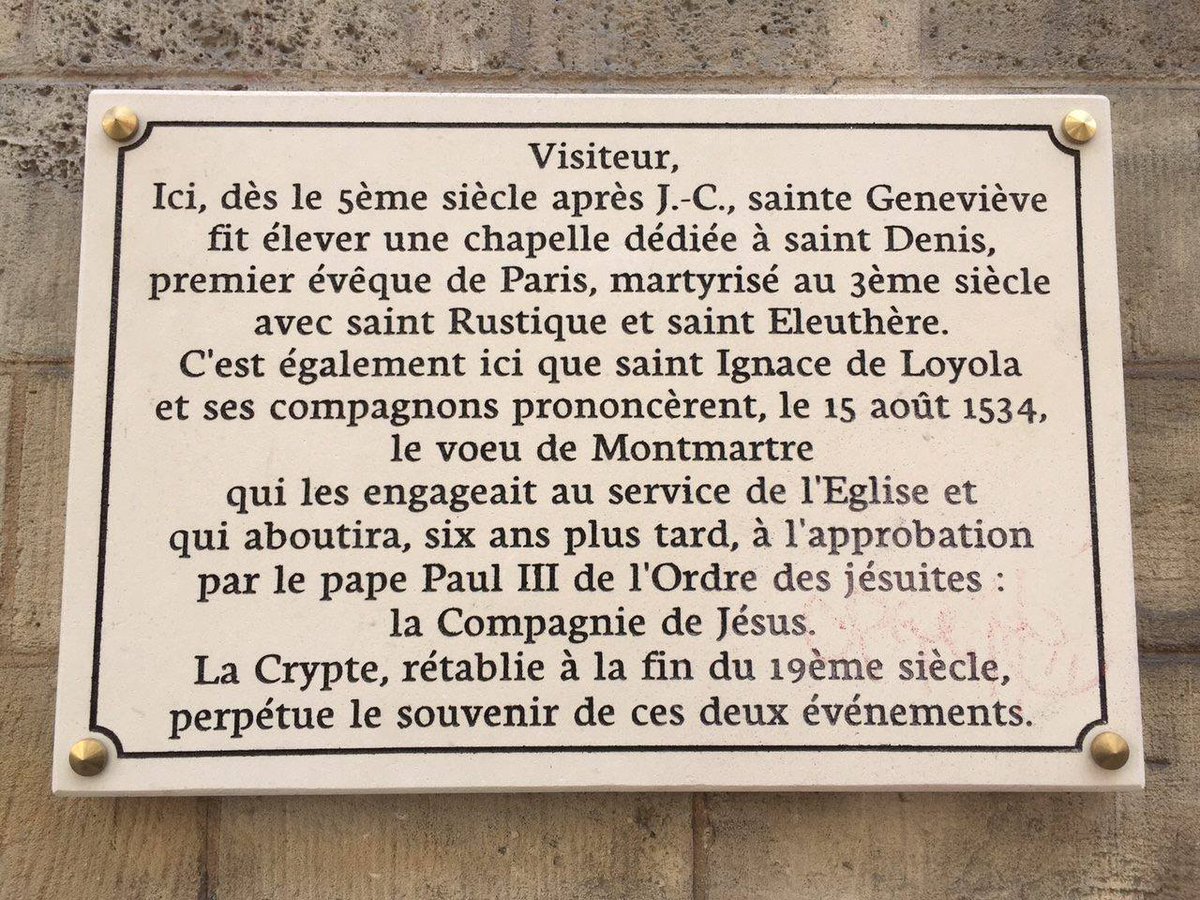 Visiteur,
Ici, dès le 5ème siècle après J.-C., sainte Geneviève
fit élever une chapelle dédiée à saint Denis,
premier évêque de Paris, martyrisé au 3ème siècle
avec saint Rustique et saint Eleuthère.
C'est également ici que saint Ignace de Loyola
et ses compagnons prononcèrent, le 15 août 1534,
le voeu de Montmartre
qui les engageait au service de l'Eglise et
qui aboutira, six ans plus tard, à l'approbation
par le pape Paul III de l'Ordre des jésuites :
la Compagnie de Jésus.
La Crypte, rétablie à la fin du 19ème siècle,
perpétue le souvenir de ces deux événements.